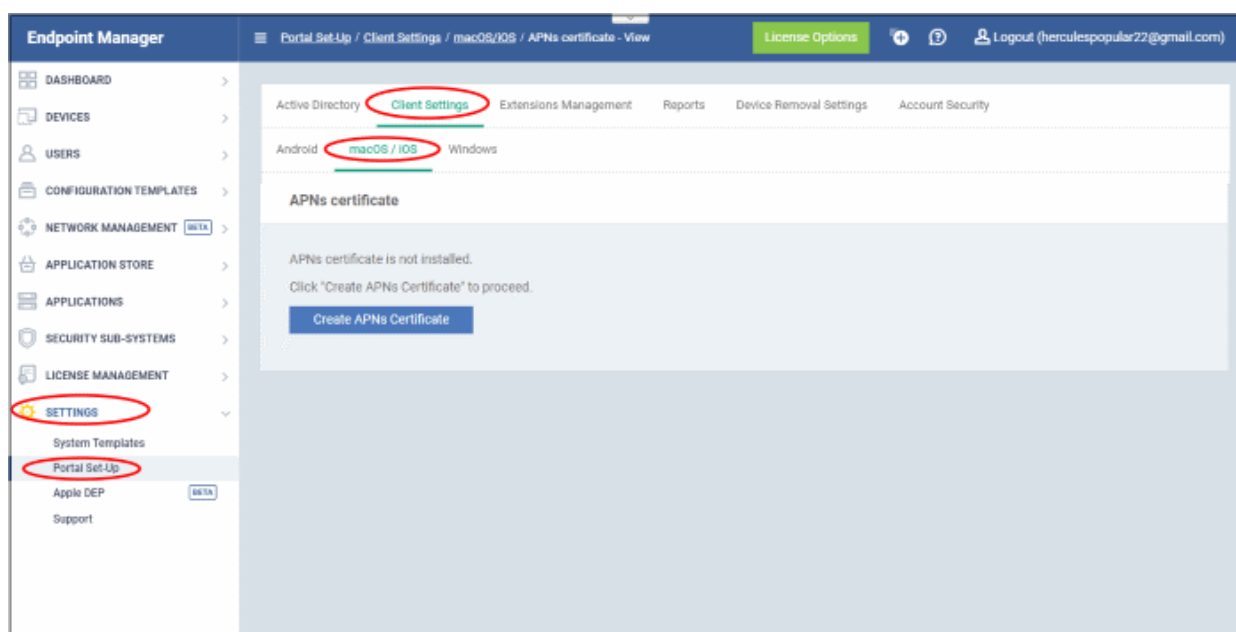 Endpoint Manager
Portal Set-Up / Client Settings / macOS/iOS / APNs certificate - View
License Options
Logout (herculespopular22@gmail.com)
DASHBOARD
DEVICES
USERS
CONFIGURATION TEMPLATES
NETWORK MANAGEMENT BETA
APPLICATION STORE
APPLICATIONS
SECURITY SUB-SYSTEMS
LICENSE MANAGEMENT
SETTINGS
System Templates
Portal Set-Up
Apple DEP BETA
Support
Active Directory Client Settings Extensions Management Reports Device Removal Settings Account Security
Android macOS / iOS Windows
APNs certificate
APNs certificate is not installed.
Click "Create APNs Certificate" to proceed.
Create APNs Certificate